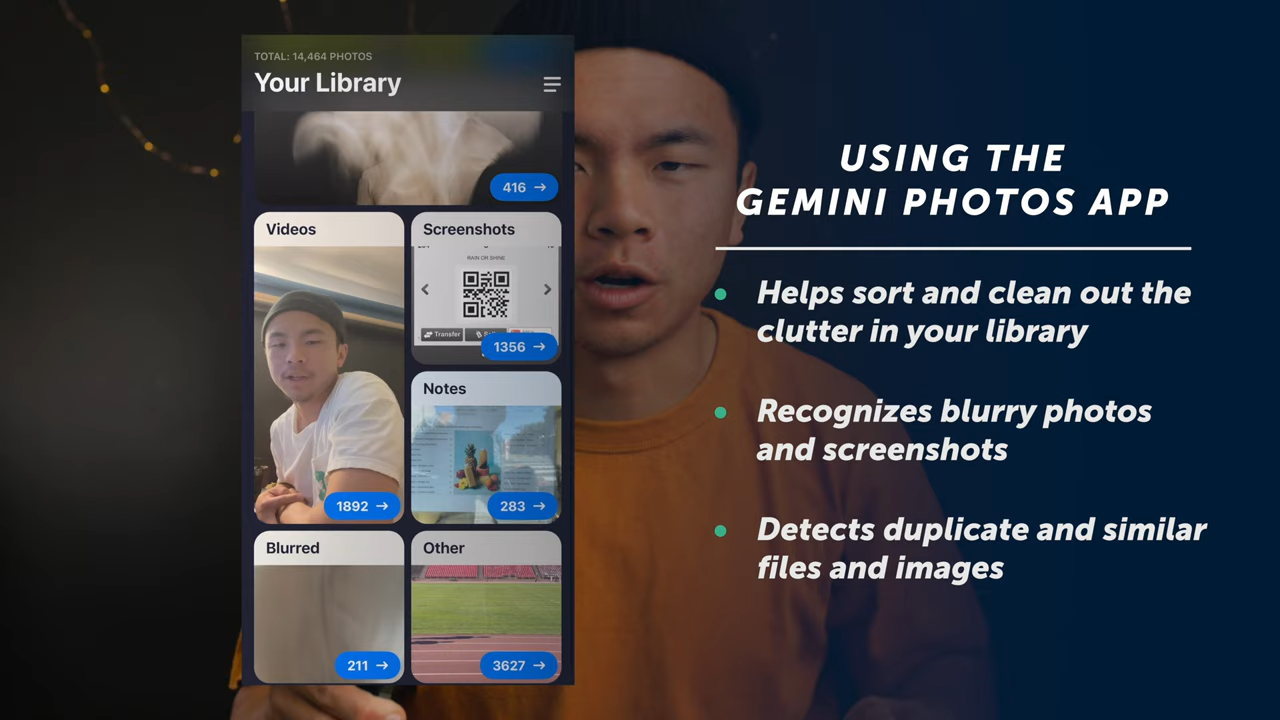 TOTAL: 14,464 PHOTOS
Your Library
416 →
Videos
1892 →
Screenshots
RAIN OR SHINE
Transfer
1356 →
Notes
283 →
Blurred
211 →
Other
3627 →
USING THE
GEMINI PHOTOS APP
• Helps sort and clean out the
clutter in your library
• Recognizes blurry photos
and screenshots
• Detects duplicate and similar
files and images